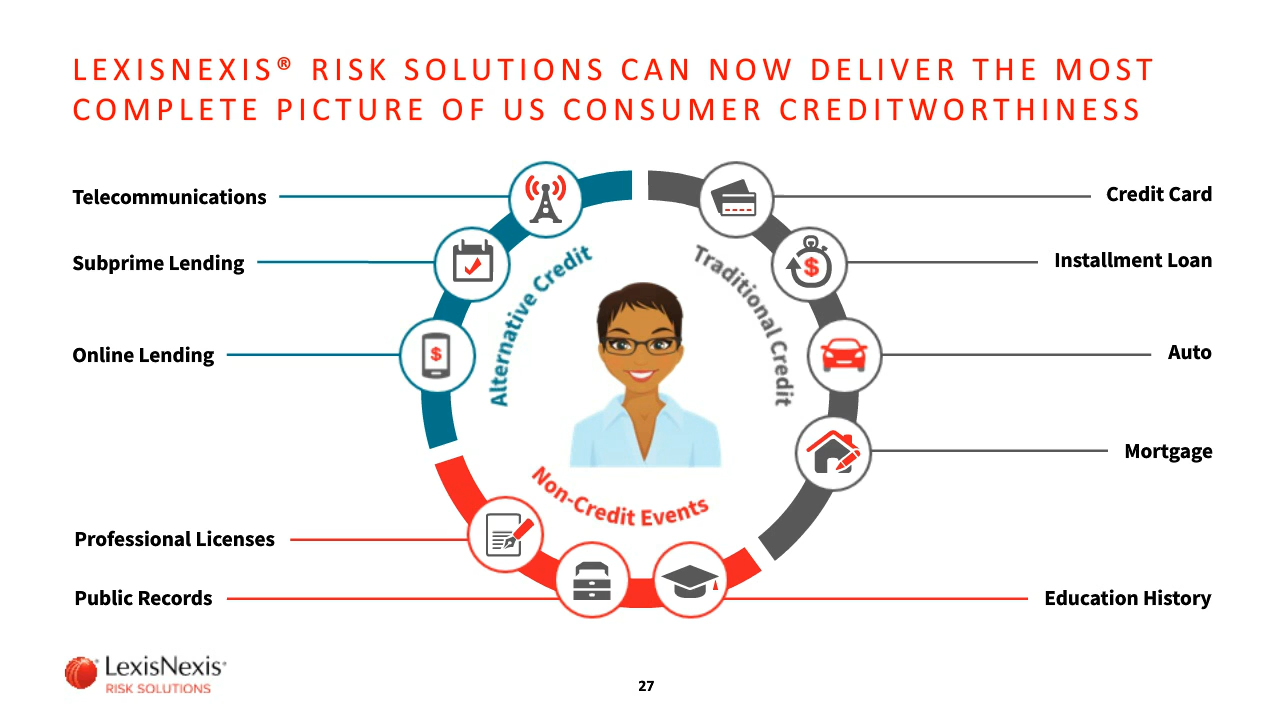 LEXISNEXIS® RISK SOLUTIONS CAN NOW DELIVER THE MOST
COMPLETE PICTURE OF US CONSUMER CREDITWORTHINESS
Telecommunications
Subprime Lending
Online Lending
Professional Licenses
Public Records
Alternative Credit
Traditional Credit
Non-Credit Events
Credit Card
Installment Loan
Auto
Mortgage
Education History
$
$
LexisNexis®
RISK SOLUTIONS
27